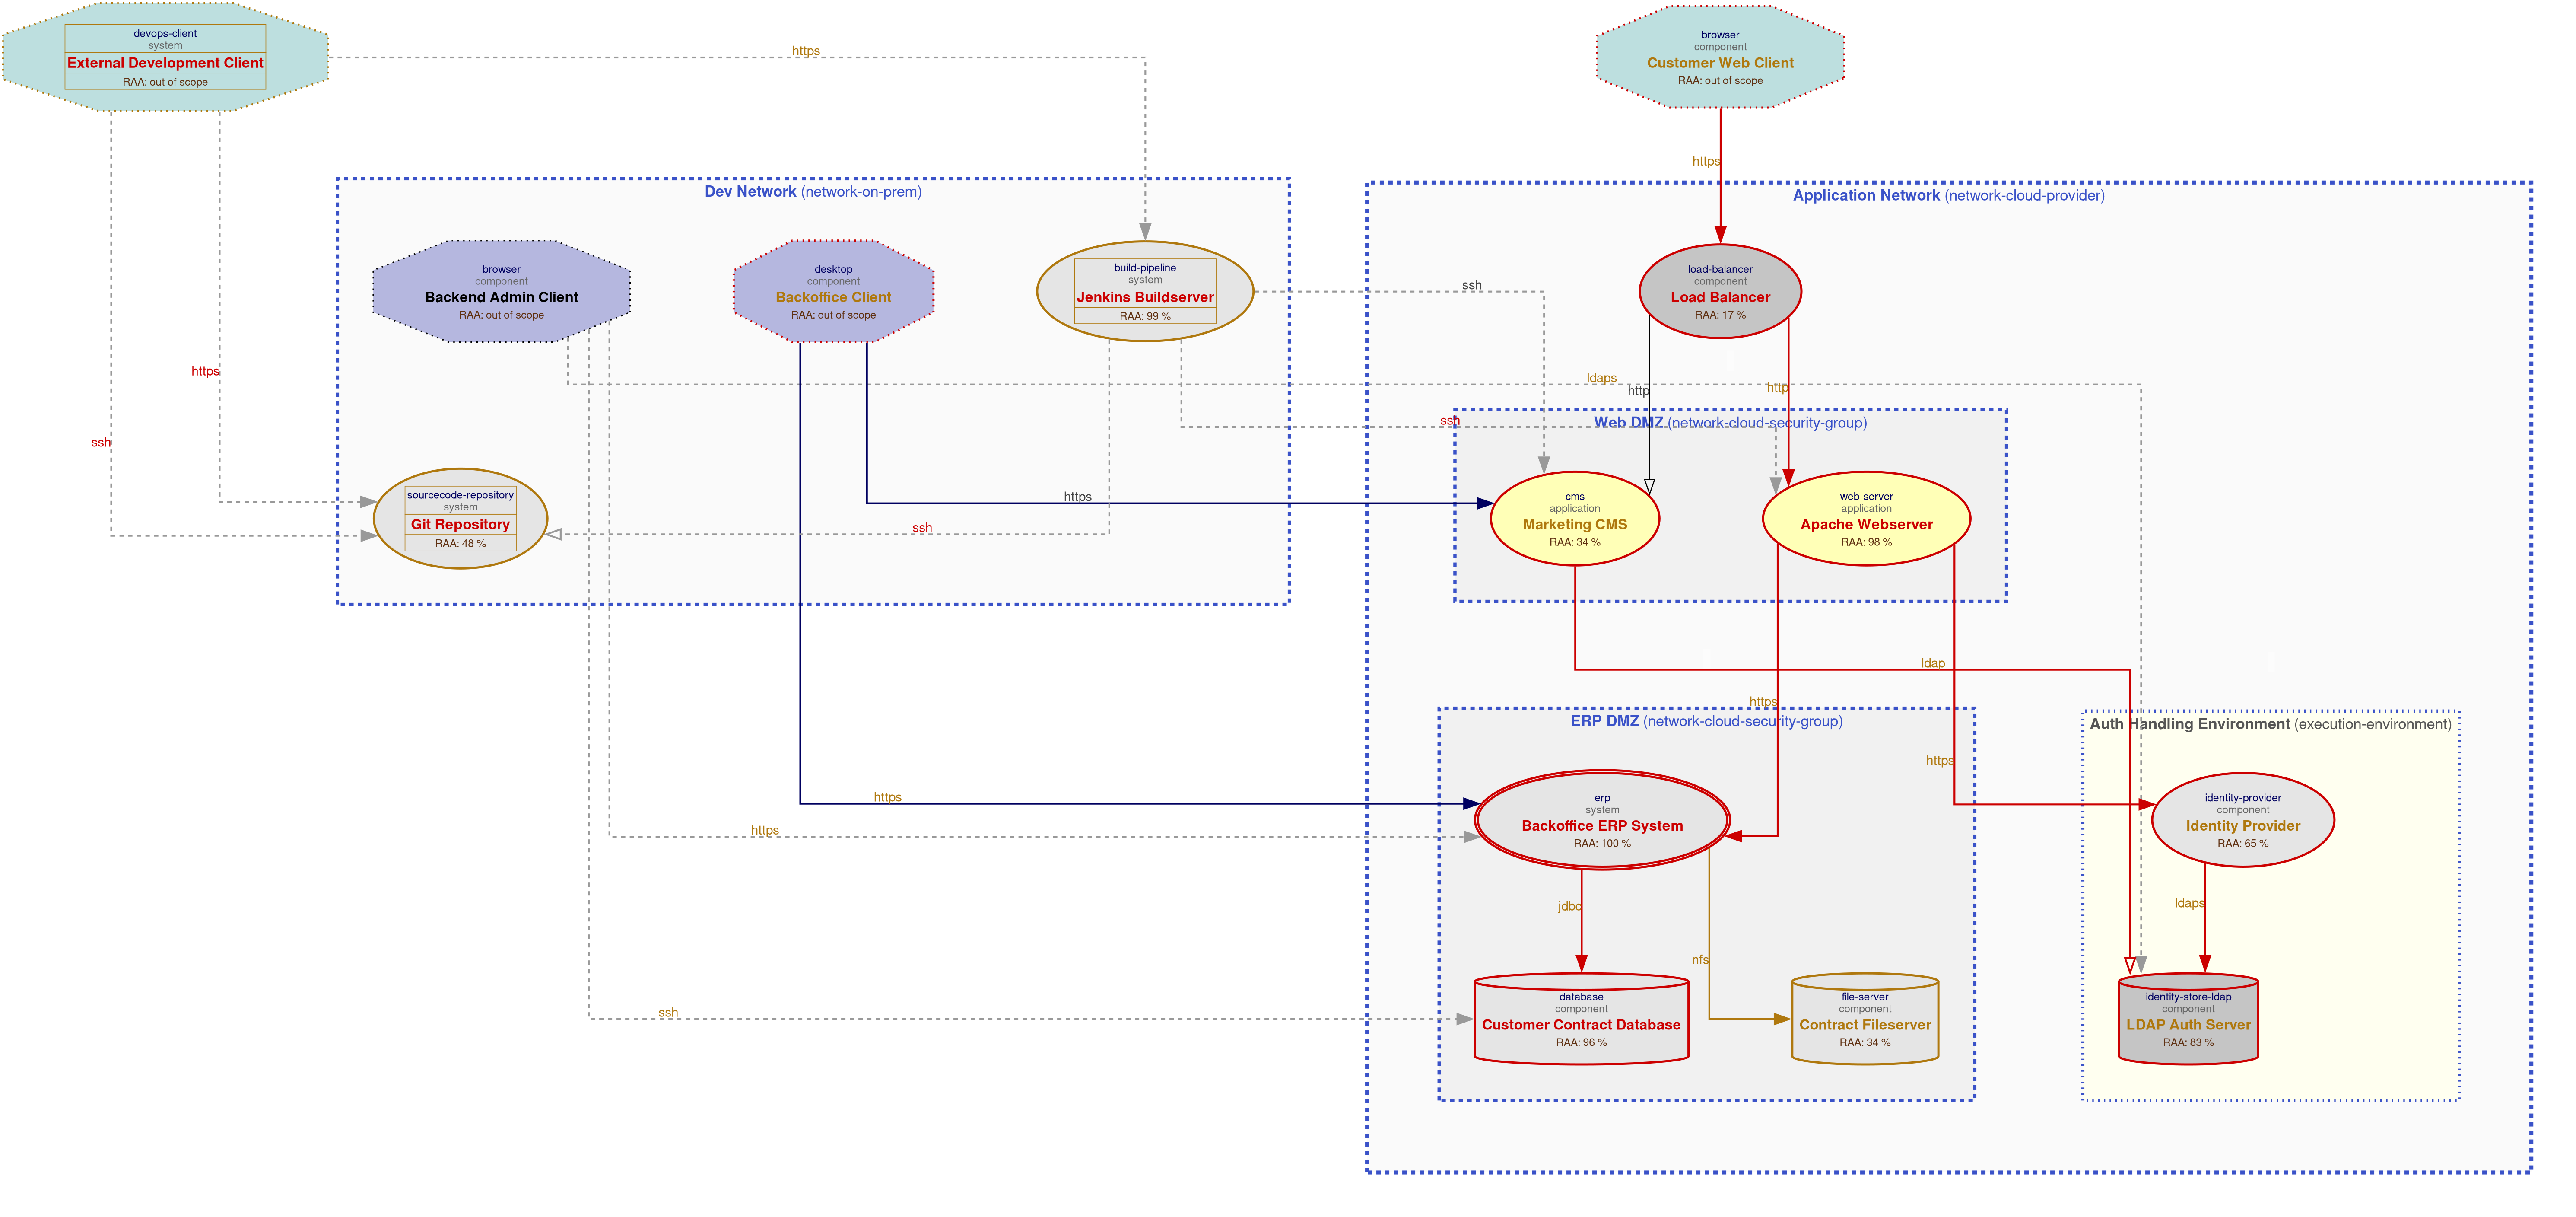 devops-client
system
External Development Client
RAA: out of scope
https
browser
component
Customer Web Client
RAA: out of scope
https
https
ssh
Dev Network (network-on-prem)
browser
component
Backend Admin Client
RAA: out of scope
desktop
component
Backoffice Client
RAA: out of scope
build-pipeline
system
Jenkins Buildserver
RAA: 99 %
sourcecode-repository
system
Git Repository
RAA: 48 %
ssh
ssh
ssh
https
ldaps
Application Network (network-cloud-provider)
load-balancer
component
Load Balancer
RAA: 17 %
http
http
Web DMZ (network-cloud-security-group)
cms
application
Marketing CMS
RAA: 34 %
web-server
application
Apache Webserver
RAA: 98 %
ldap
https
https
https
https
ssh
ERP DMZ (network-cloud-security-group)
erp
system
Backoffice ERP System
RAA: 100 %
jdbc
nfs
database
component
Customer Contract Database
RAA: 96 %
file-server
component
Contract Fileserver
RAA: 34 %
Auth Handling Environment (execution-environment)
identity-provider
component
Identity Provider
RAA: 65 %
ldaps
identity-store-ldap
component
LDAP Auth Server
RAA: 83 %